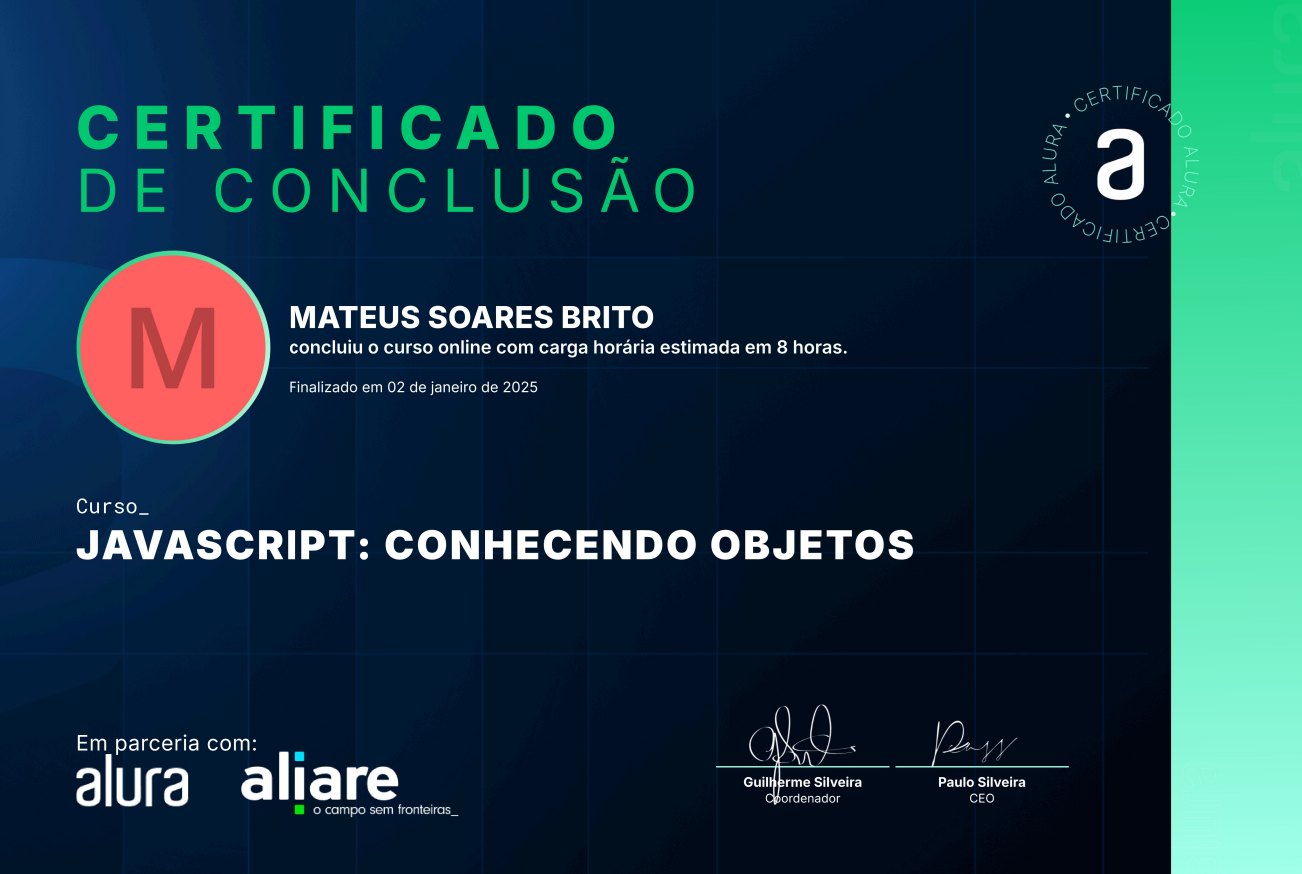 CERTIFICADO
DE CONCLUSÃO
• CERTIFICADO ALURA • CERTIFICADO ALURA
a
M
MATEUS SOARES BRITO
concluiu o curso online com carga horária estimada em 8 horas.
Finalizado em 02 de janeiro de 2025
Curso_
JAVASCRIPT: CONHECENDO OBJETOS
Em parceria com:
alura
aliare
o campo sem fronteiras_
Guilherme Silveira
Coordenador
Paulo Silveira
CEO
alura